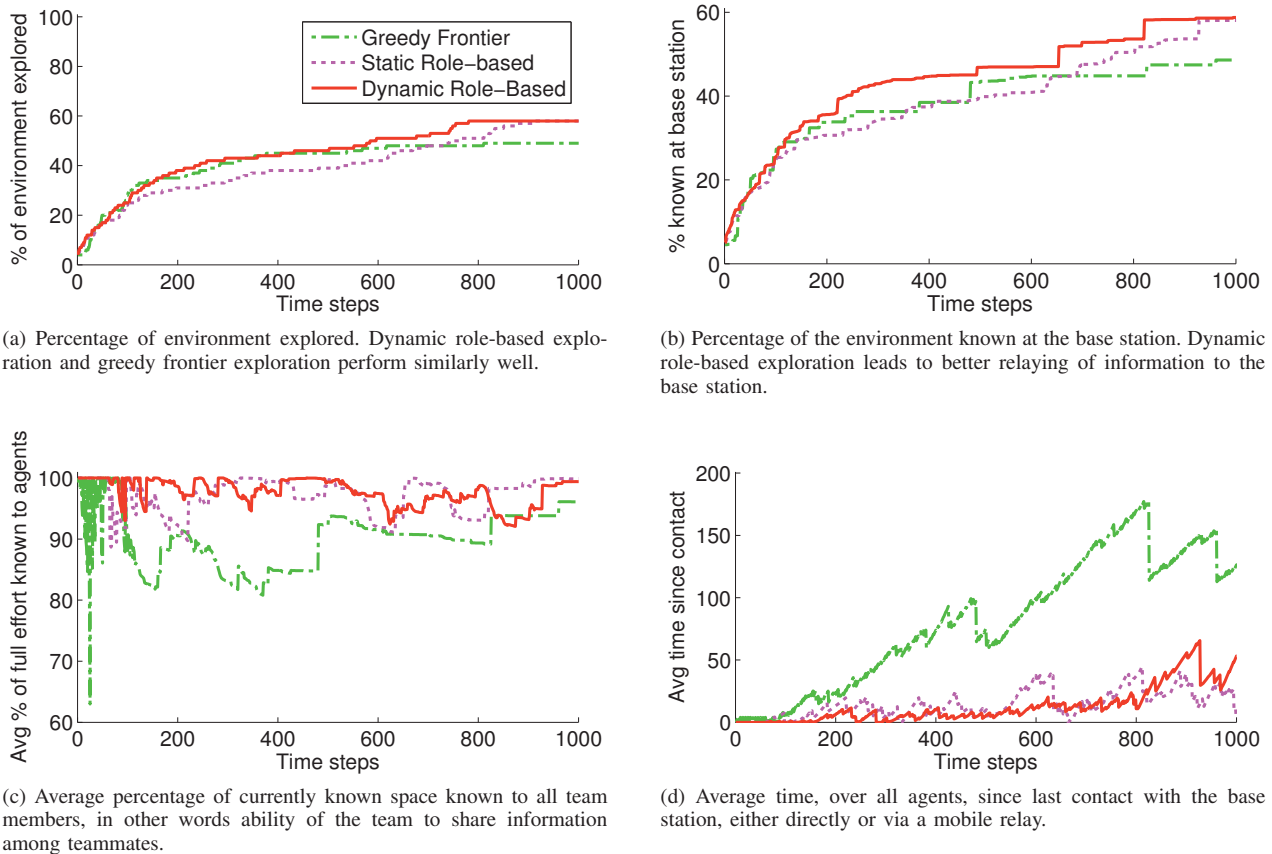 % of environment explored
100
80
60
40
20
0
0 200 400 600 800 1000
Time steps
Greedy Frontier
Static Role−based
Dynamic Role−Based
(a) Percentage of environment explored. Dynamic role-based explo-
ration and greedy frontier exploration perform similarly well.
% known at base station
60
40
20
0
0 200 400 600 800 1000
Time steps
(b) Percentage of the environment known at the base station. Dynamic
role-based exploration leads to better relaying of information to the
base station.
Avg % of full effort known to agents
100
90
80
70
60
0 200 400 600 800 1000
Time steps
(c) Average percentage of currently known space known to all team
members, in other words ability of the team to share information
among teammates.
Avg time since contact
200
150
100
50
0
0 200 400 600 800 1000
Time steps
(d) Average time, over all agents, since last contact with the base
station, either directly or via a mobile relay.